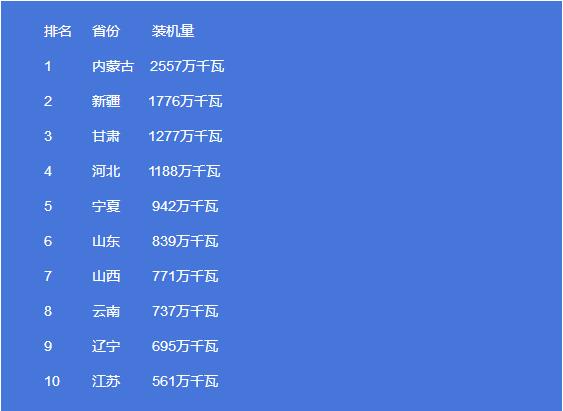 排名 省份 装机量
1 内蒙古 2557万千瓦
2 新疆 1776万千瓦
3 甘肃 1277万千瓦
4 河北 1188万千瓦
5 宁夏 942万千瓦
6 山东 839万千瓦
7 山西 771万千瓦
8 云南 737万千瓦
9 辽宁 695万千瓦
10 江苏 561万千瓦